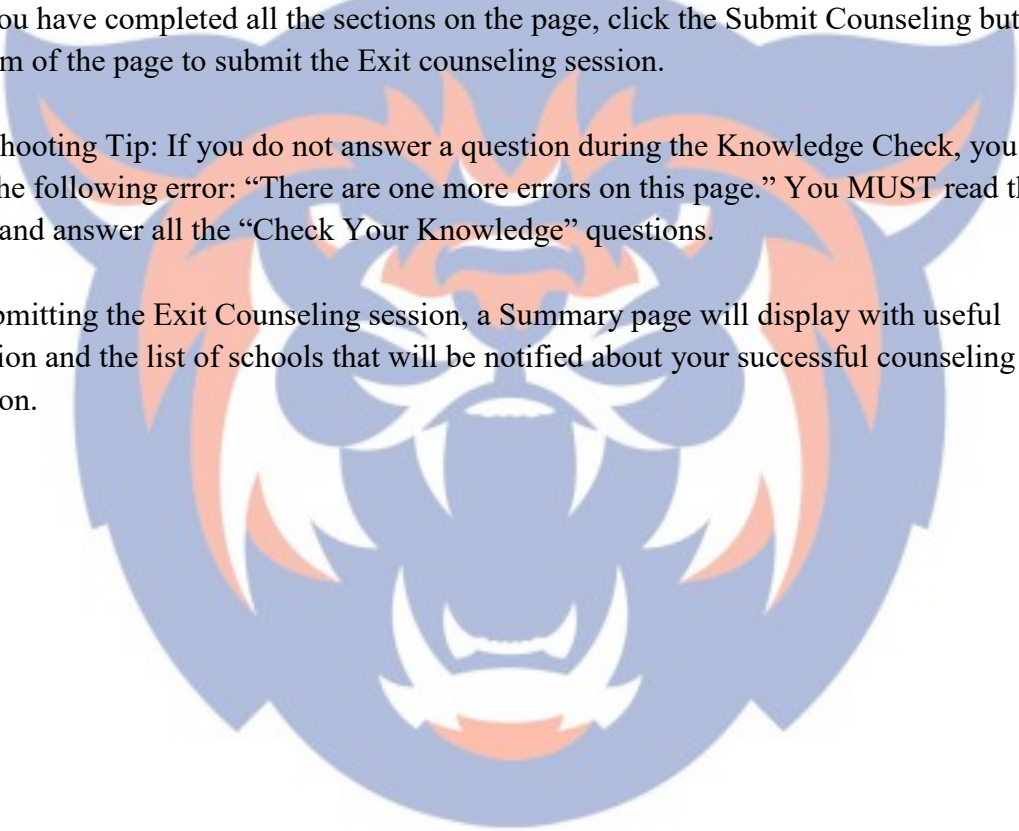 ou have completed all the sections on the page, click the Submit Counseling but
m of the page to submit the Exit counseling session.
hooting Tip: If you do not answer a question during the Knowledge Check, you
he following error: “There are one more errors on this page.” You MUST read th
and answer all the “Check Your Knowledge” questions.
bmitting the Exit Counseling session, a Summary page will display with useful
ion and the list of schools that will be notified about your successful counseling
on.